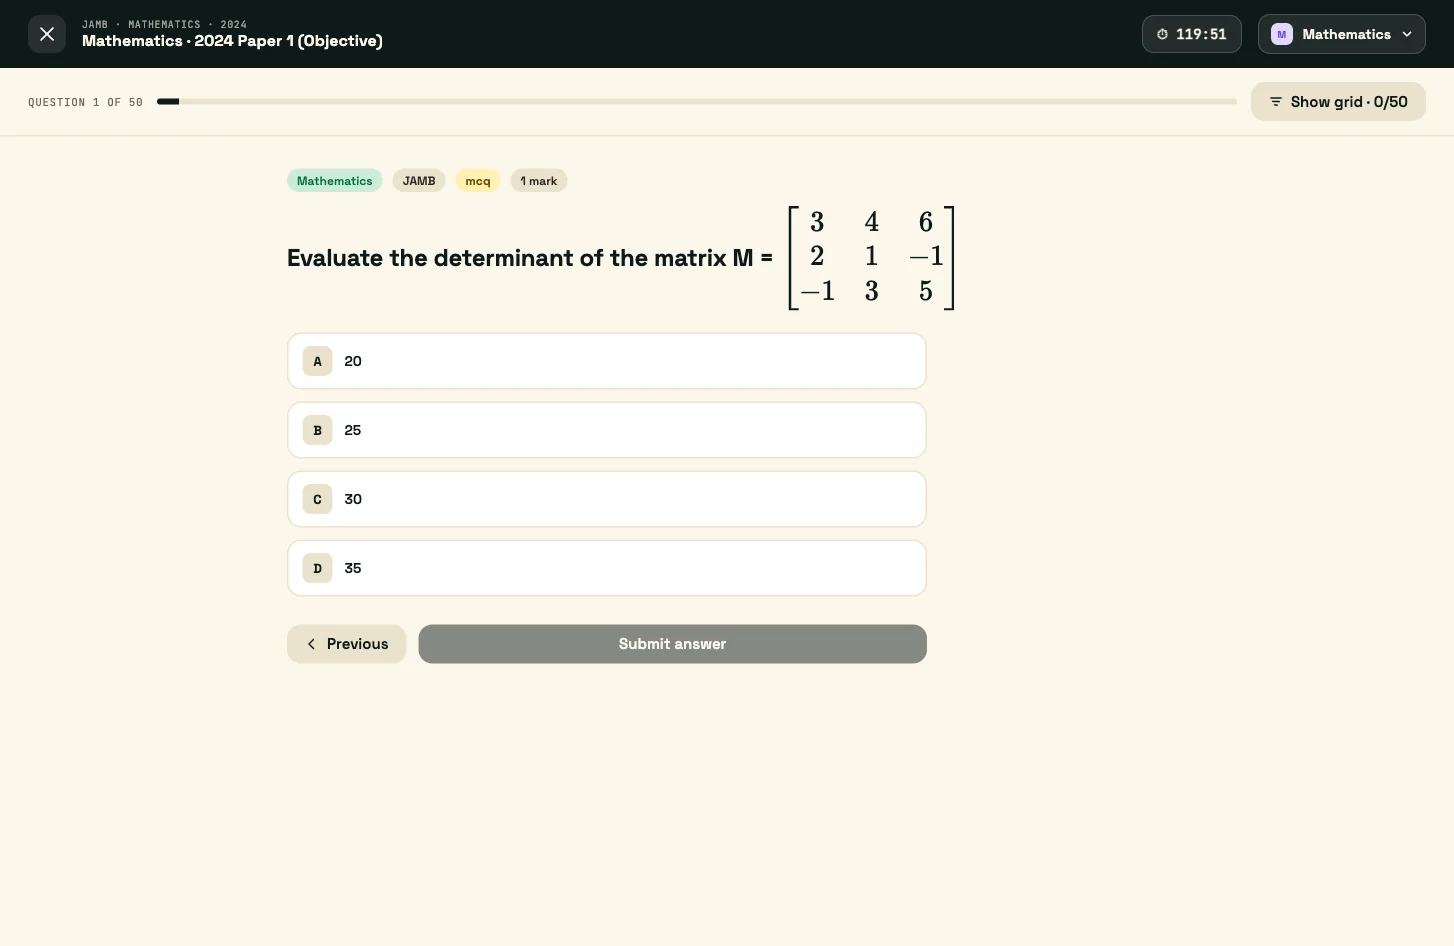 JAMB · MATHEMATICS · 2024
Mathematics · 2024 Paper 1 (Objective)
119:51
M Mathematics
QUESTION 1 OF 50
Show grid · 0/50
Mathematics JAMB mcq 1 mark
Evaluate the determinant of the matrix M = [3 4 6
2 1 −1
−1 3 5]
A 20
B 25
C 30
D 35
Previous
Submit answer